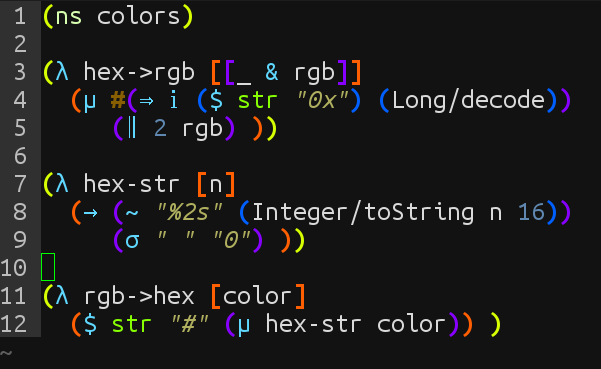 1 (ns colors)
2
3 (λ hex->rgb [[_ & rgb]]
4   (μ #(⇒ i ($ str "0x") (Long/decode))
5      (‖ 2 rgb) ))
6
7 (λ hex-str [n]
8   (→ (~ "%2s" (Integer/toString n 16))
9      (σ " " "0") ))
10
11 (λ rgb->hex [color]
12   ($ str "#" (μ hex-str color)) )
~